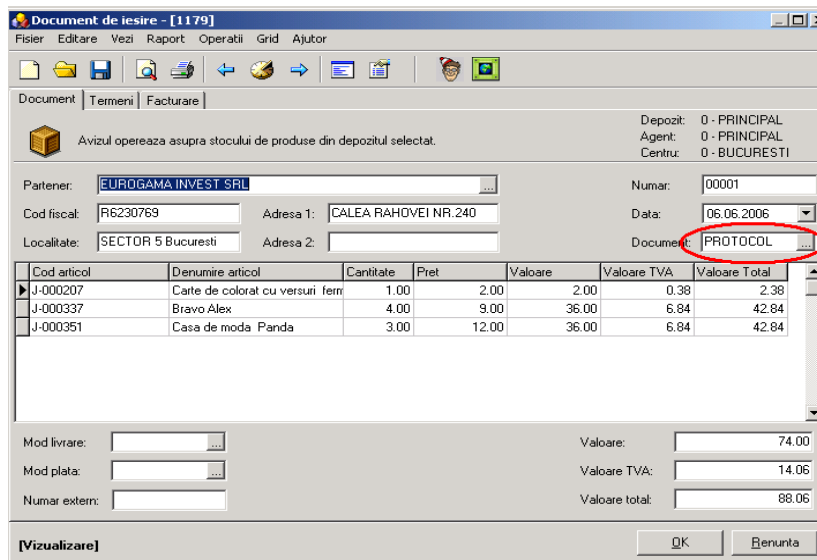 Document de iesire - [1179]
Fisier Editare Vezi Raport Operatii Grid Ajutor
Document Termeni Facturare
Avizul opereaza asupra stocului de produse din depozitul selectat.
Depozit: 0 - PRINCIPAL
Agent: 0 - PRINCIPAL
Centru: 0 - BUCURESTI
Partener: EUROGAMA INVEST SRL ... Numar: 00001
Cod fiscal: R6230769 Adresa 1: CALEA RAHOVEI NR.240 Data: 06.06.2006
Localitate: SECTOR 5 Bucuresti Adresa 2: Document: PROTOCOL ...
Cod articol Denumire articol Cantitate Pret Valoare Valoare TVA Valoare Total
J-000207 Carte de colorat cu versuri ferm 1.00 2.00 2.00 0.38 2.38
J-000337 Bravo Alex 4.00 9.00 36.00 6.84 42.84
J-000351 Casa de moda Panda 3.00 12.00 36.00 6.84 42.84
Mod livrare: ... Valoare: 74.00
Mod plata: ... Valoare TVA: 14.06
Numar extern: Valoare total: 88.06
[Vizualizare] OK Renunta